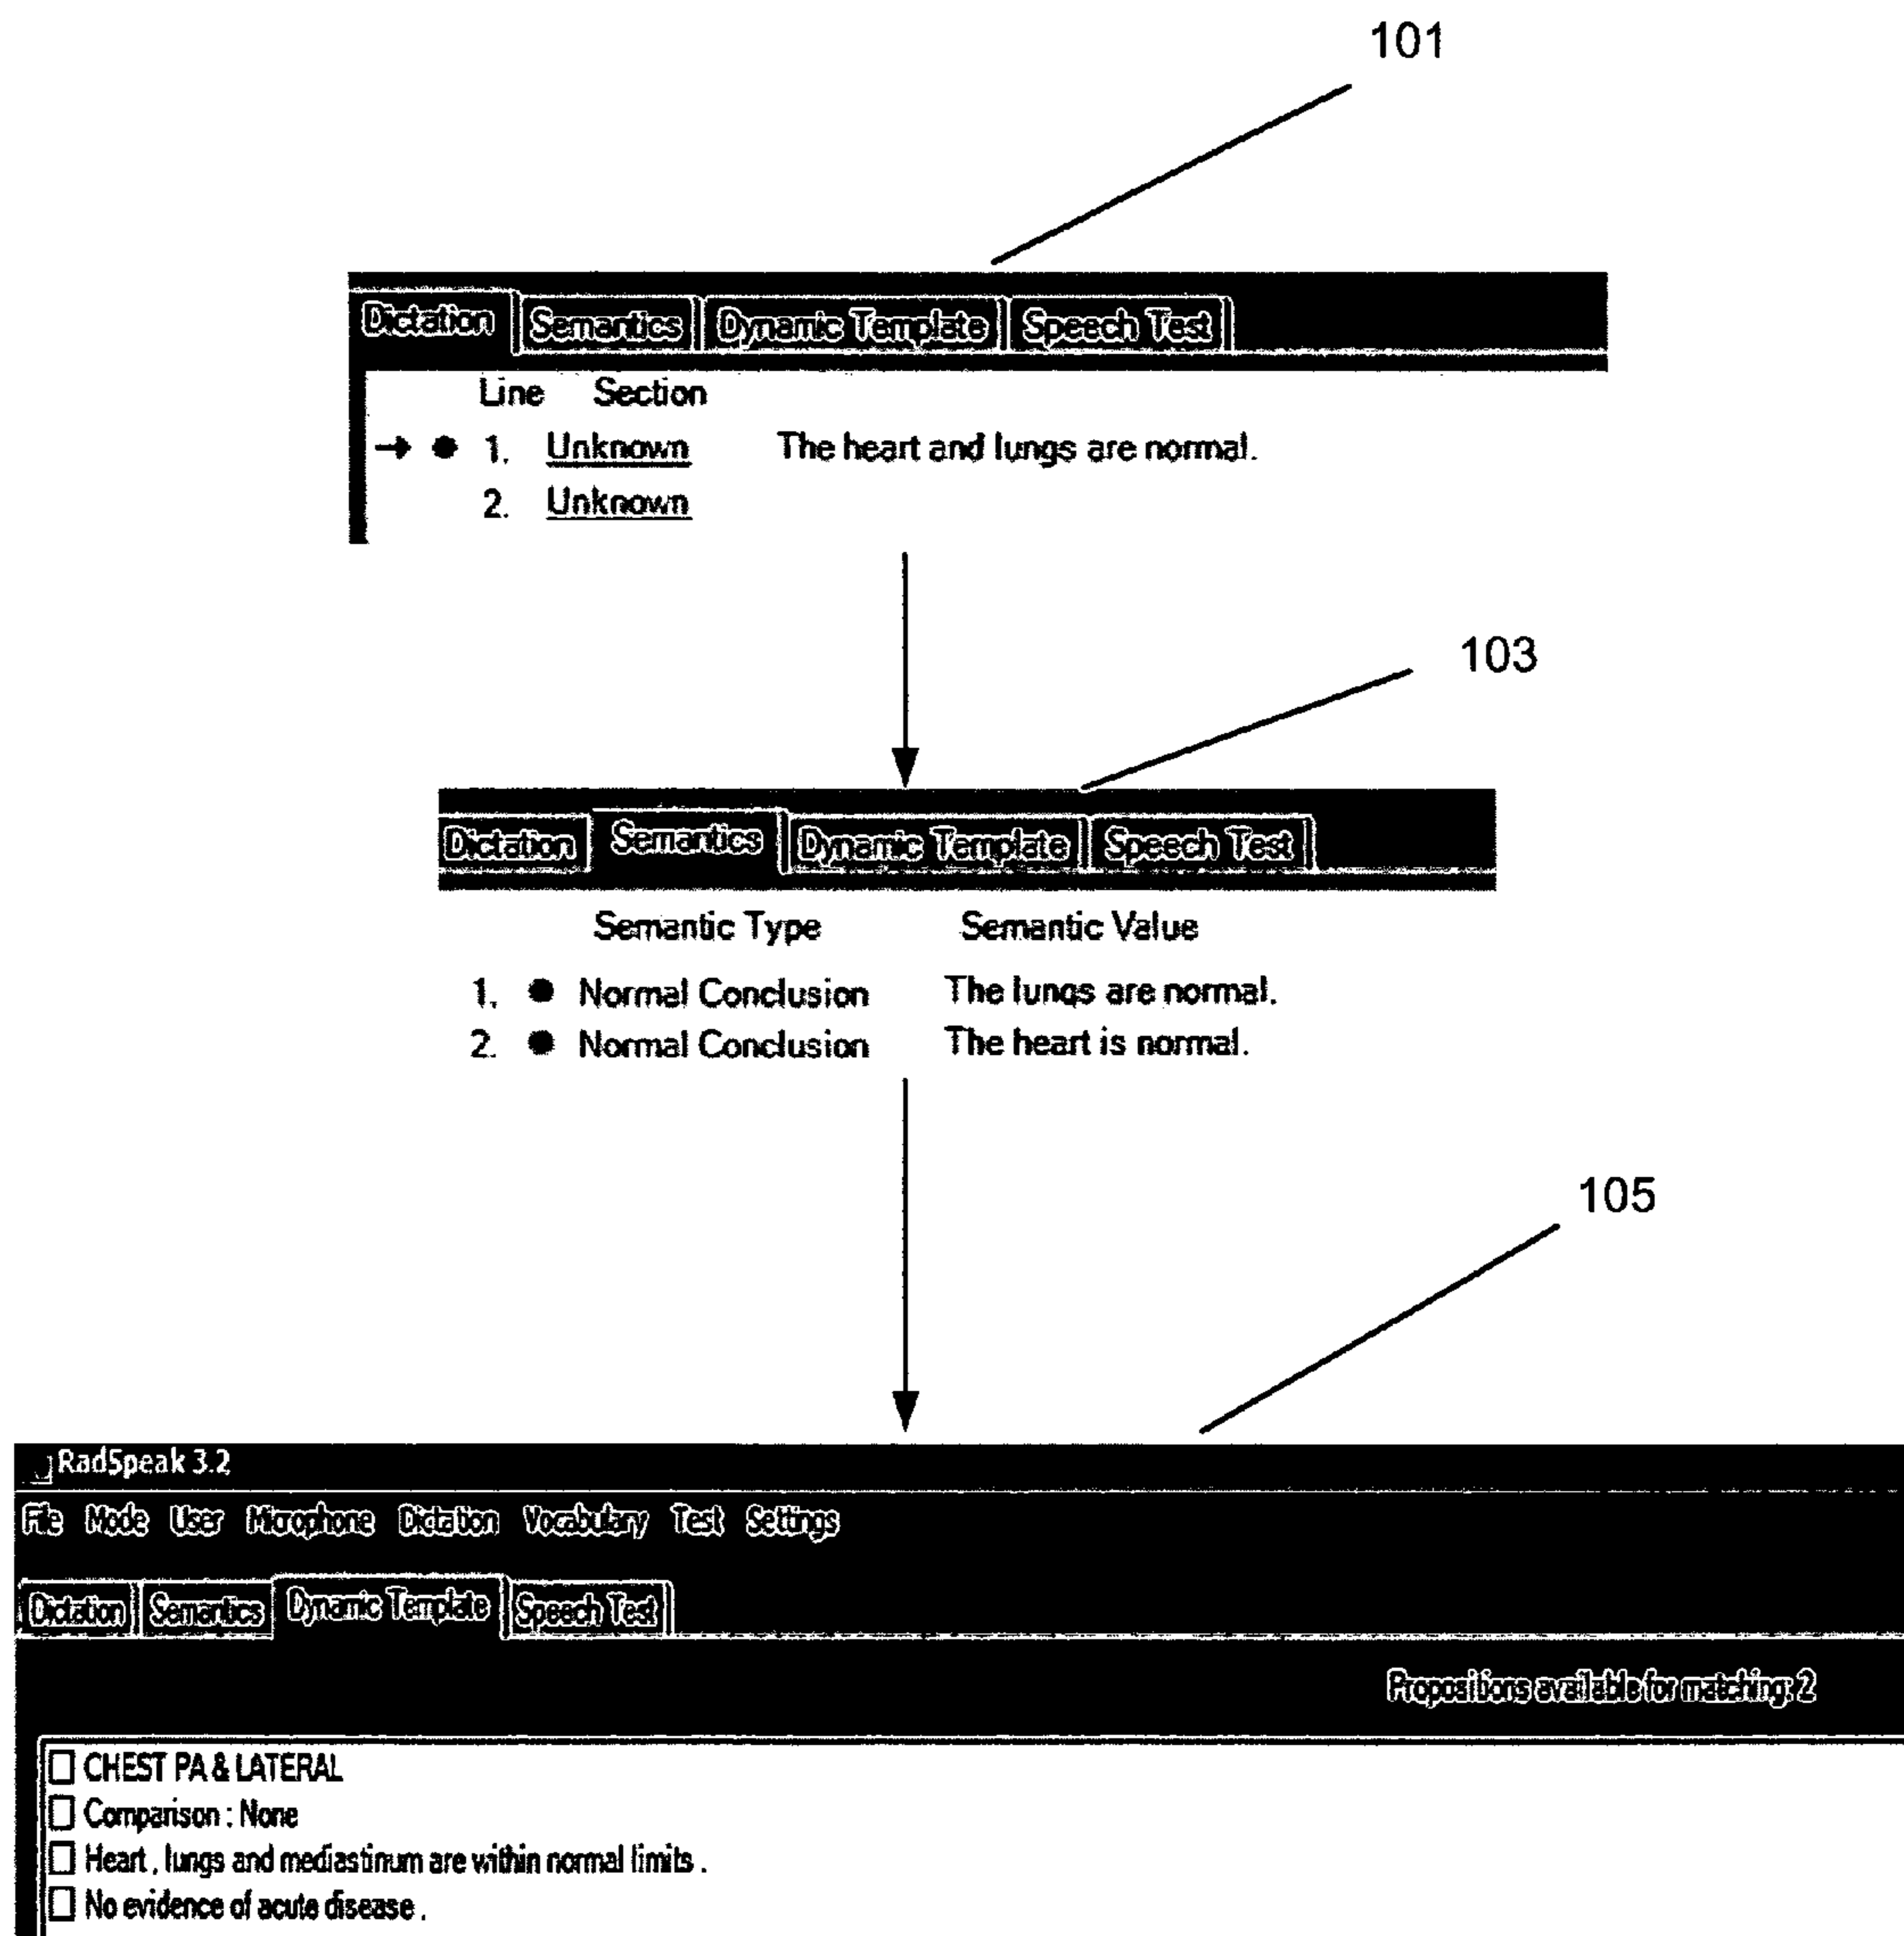 101
Dictation Semantics Dynamic Template Speech Test
Line Section
1. Unknown The heart and lungs are normal.
2. Unknown
103
Dictation Semantics Dynamic Template Speech Test
Semantic Type Semantic Value
1. Normal Conclusion The lungs are normal.
2. Normal Conclusion The heart is normal.
105
RadSpeak 3.2
File Mode User Microphone Dictation Vocabulary Test Settings
Dictation Semantics Dynamic Template Speech Test
Propositions available for matching: 2
CHEST PA & LATERAL
Comparison : None
Heart , lungs and mediastinum are within normal limits .
No evidence of acute disease .